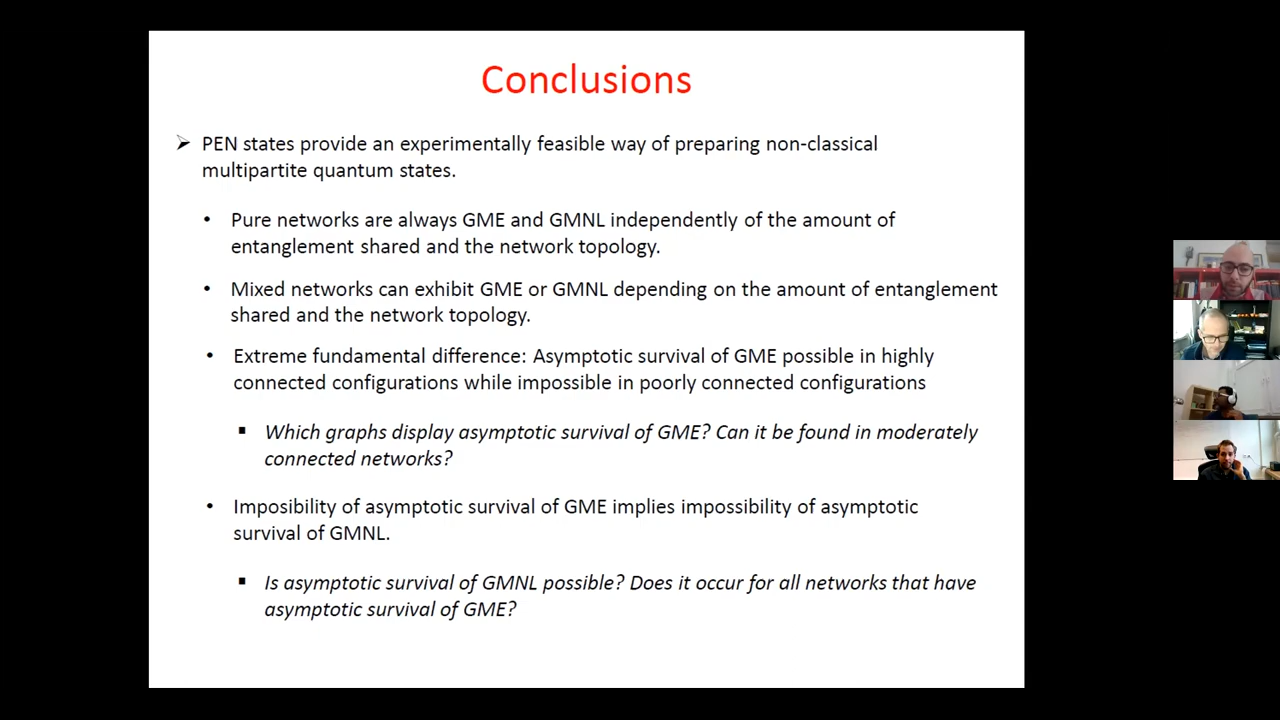 Conclusions
PEN states provide an experimentally feasible way of preparing non-classical
multipartite quantum states.
Pure networks are always GME and GMNL independently of the amount of
entanglement shared and the network topology.
Mixed networks can exhibit GME or GMNL depending on the amount of entanglement
shared and the network topology.
Extreme fundamental difference: Asymptotic survival of GME possible in highly
connected configurations while impossible in poorly connected configurations
Which graphs display asymptotic survival of GME? Can it be found in moderately
connected networks?
Imposibility of asymptotic survival of GME implies impossibility of asymptotic
survival of GMNL.
Is asymptotic survival of GMNL possible? Does it occur for all networks that have
asymptotic survival of GME?